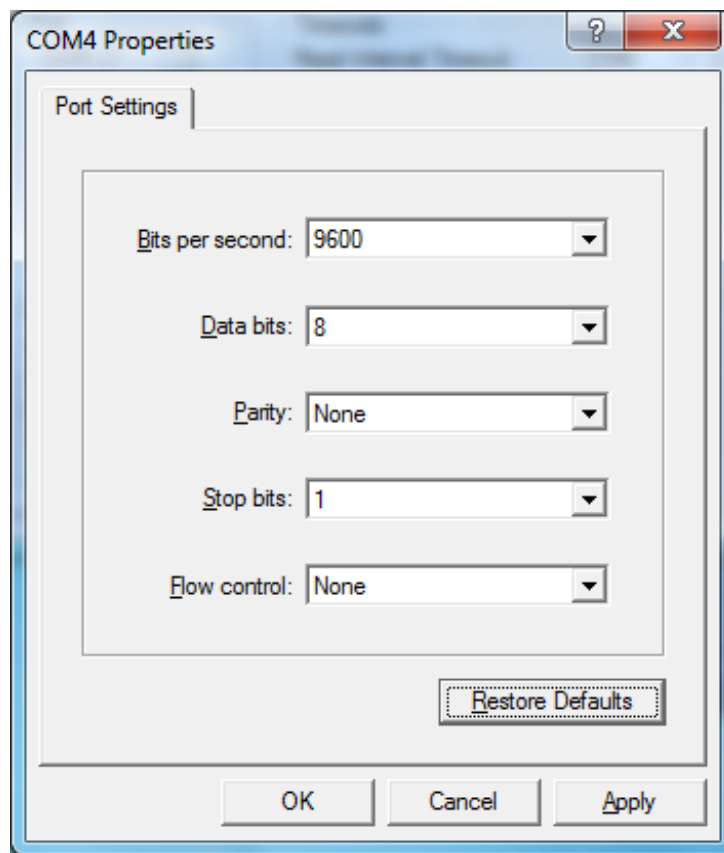 COM4 Properties
Port Settings
Bits per second: 9600
Data bits: 8
Parity: None
Stop bits: 1
Flow control: None
Restore Defaults
OK Cancel Apply